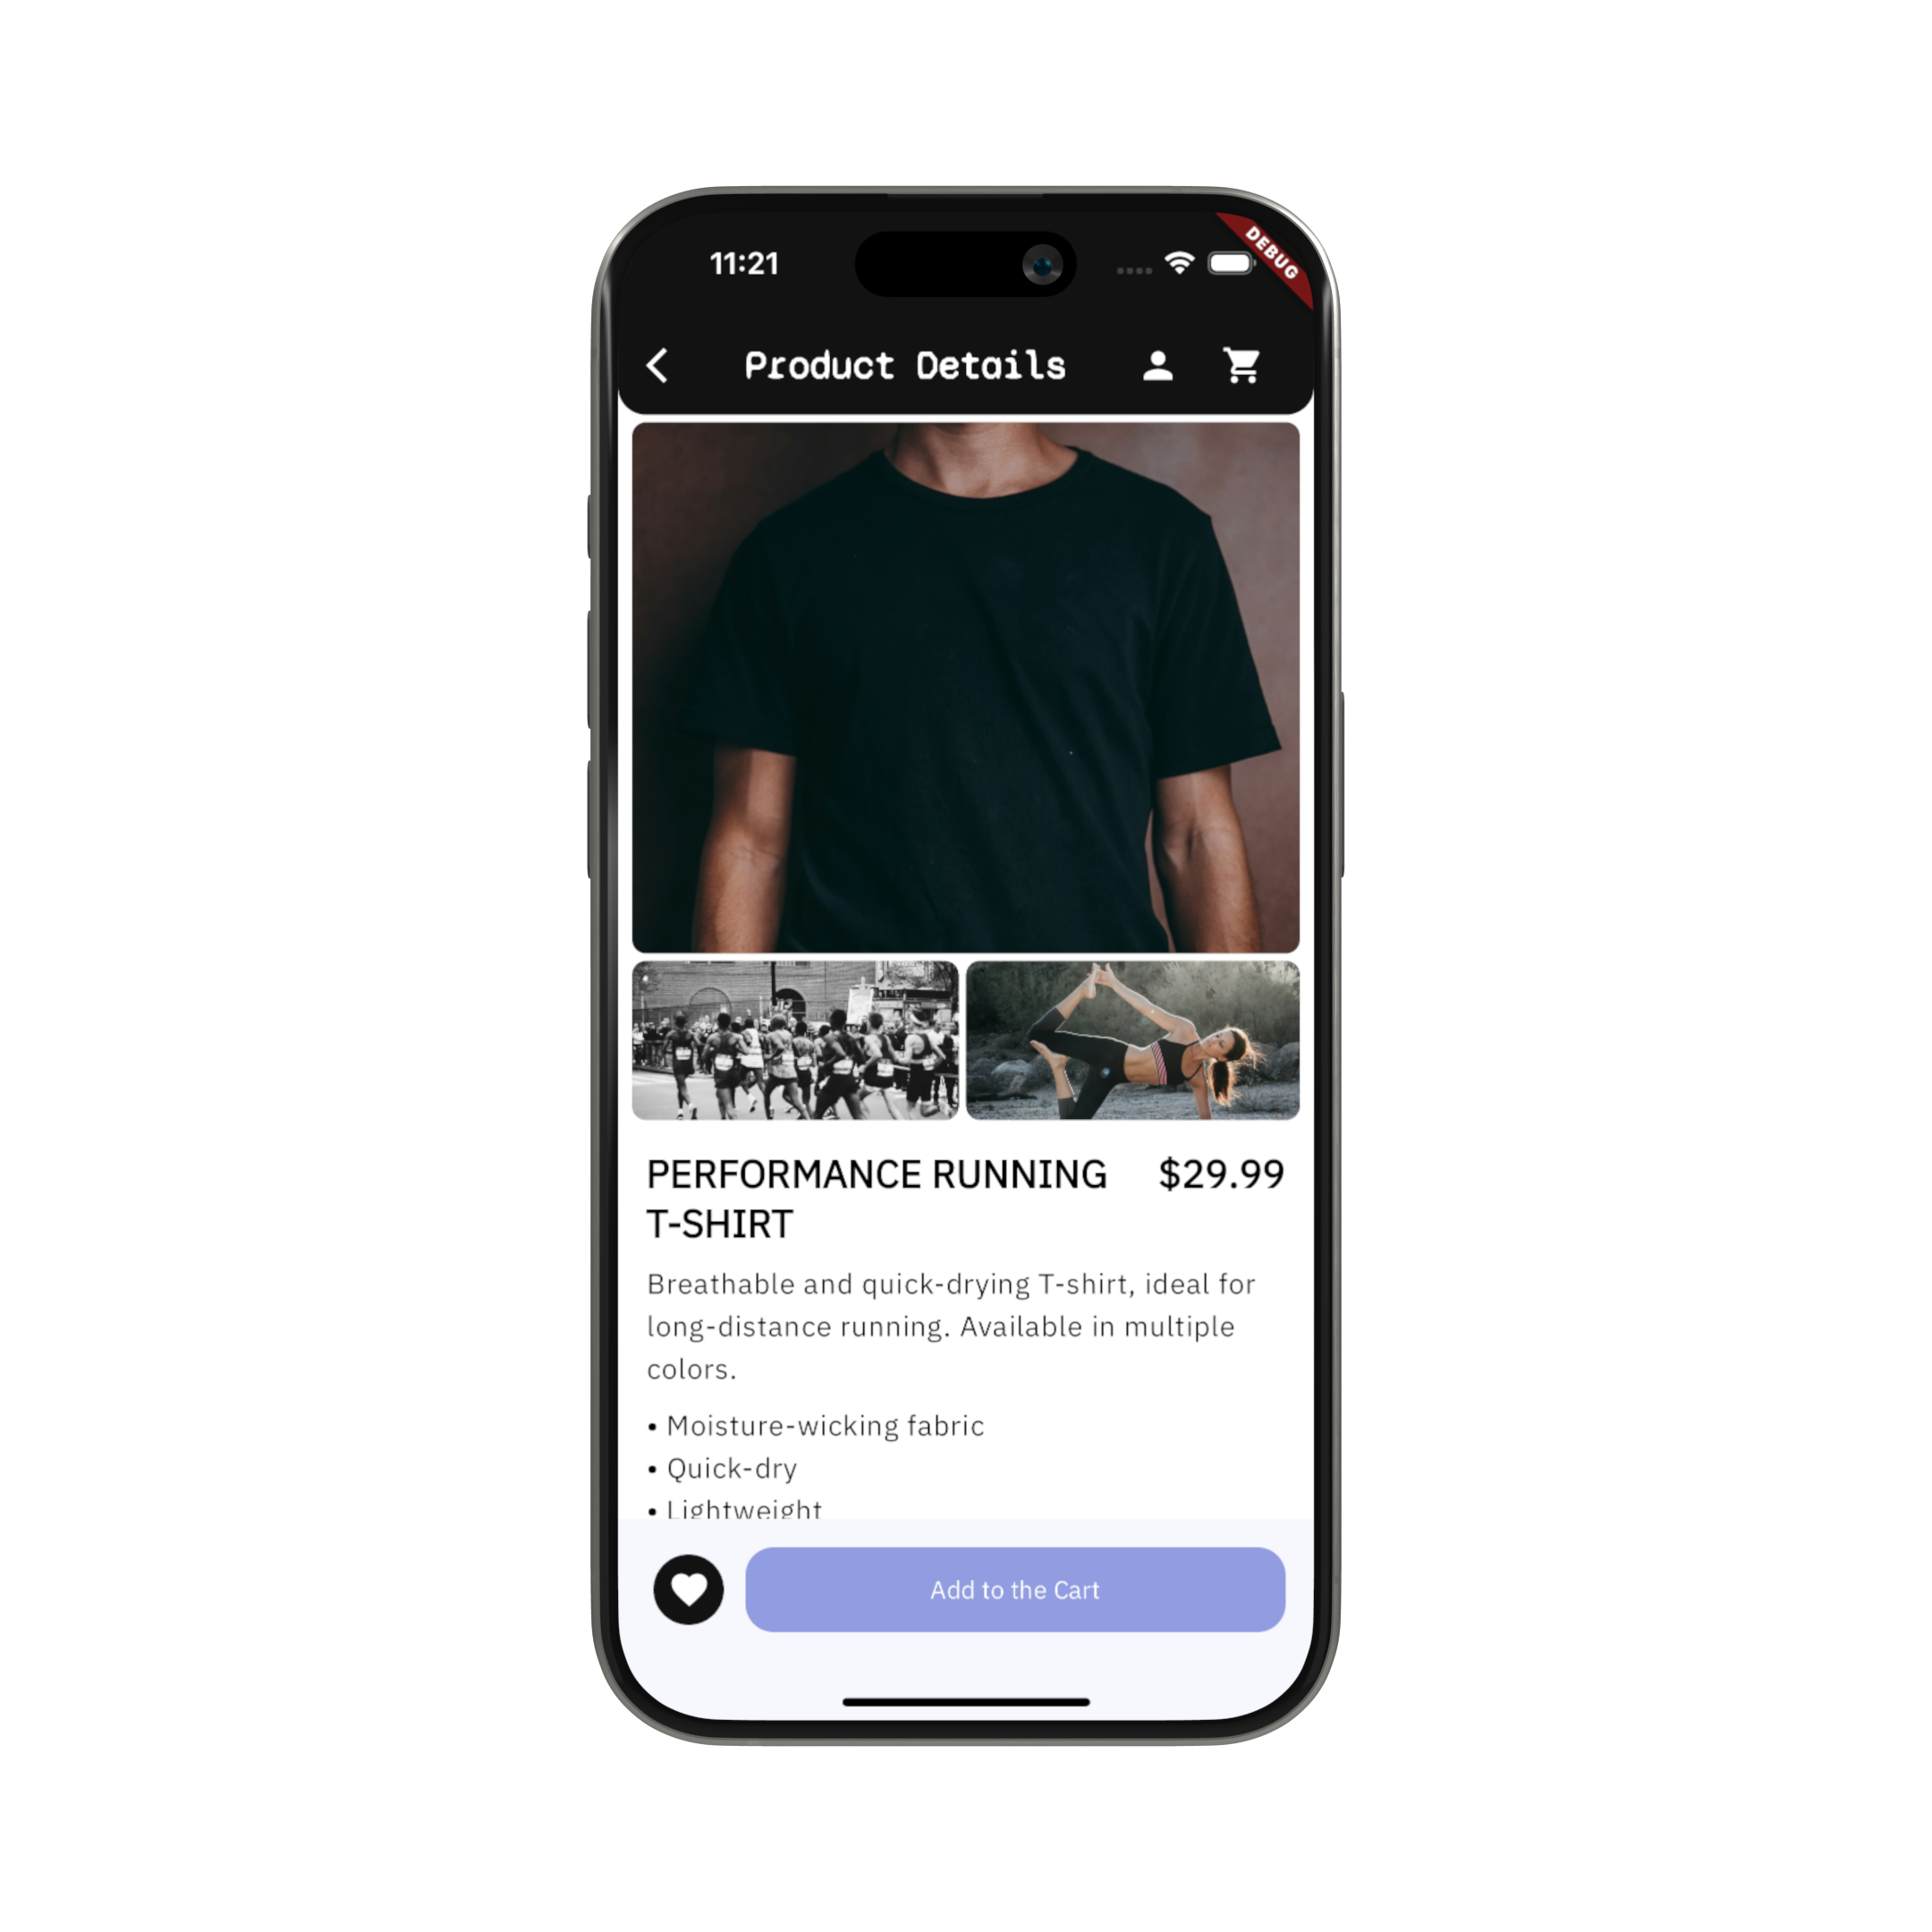 11:21
DEBUG
Product Details
PERFORMANCE RUNNING
T-SHIRT
$29.99
Breathable and quick-drying T-shirt, ideal for
long-distance running. Available in multiple
colors.
• Moisture-wicking fabric
• Quick-dry
• Lightweight
Add to the Cart